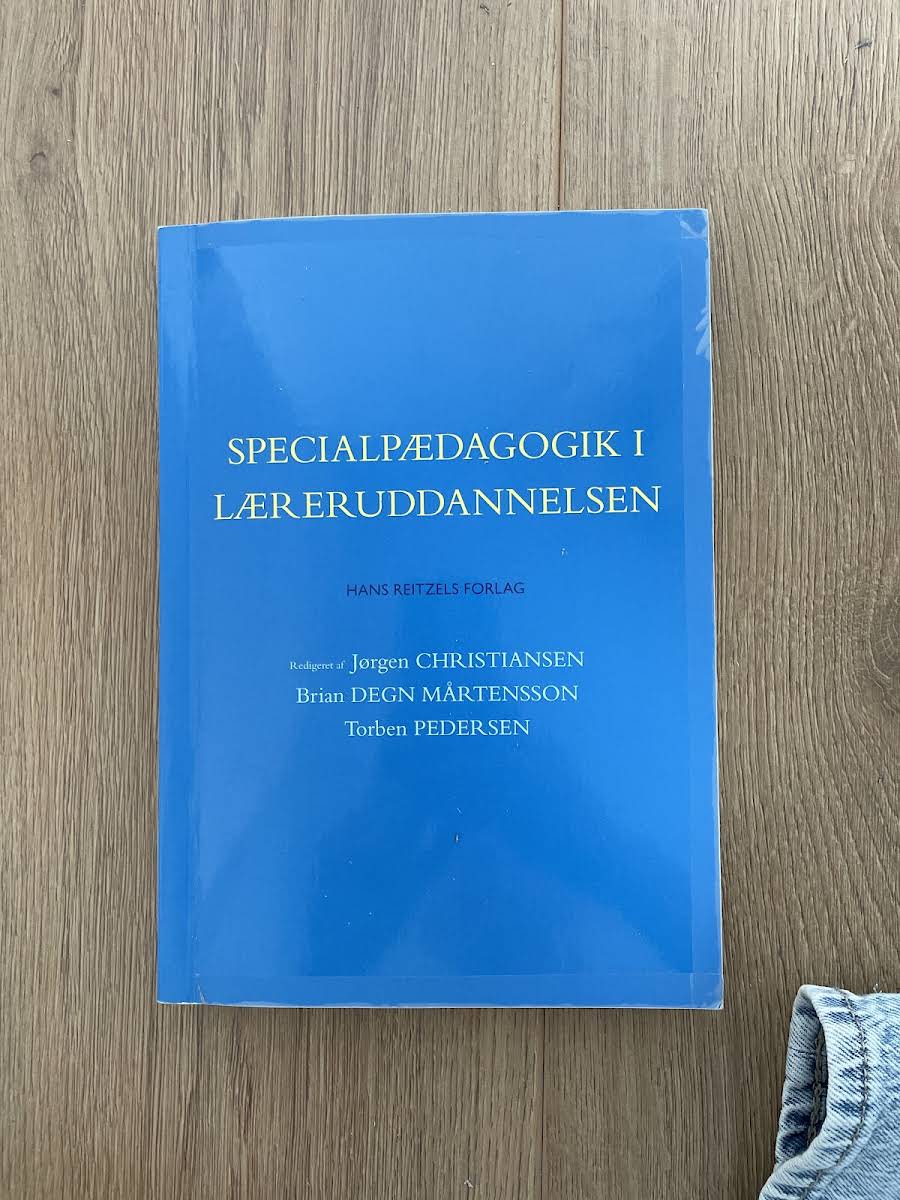 SPECIALPÆDAGOGIK I
LÆRERUDDANNELSEN
HANS REITZELS FORLAG
Redigeret af Jørgen CHRISTIANSEN
Brian DEGN MÅRTENSSON
Torben PEDERSEN